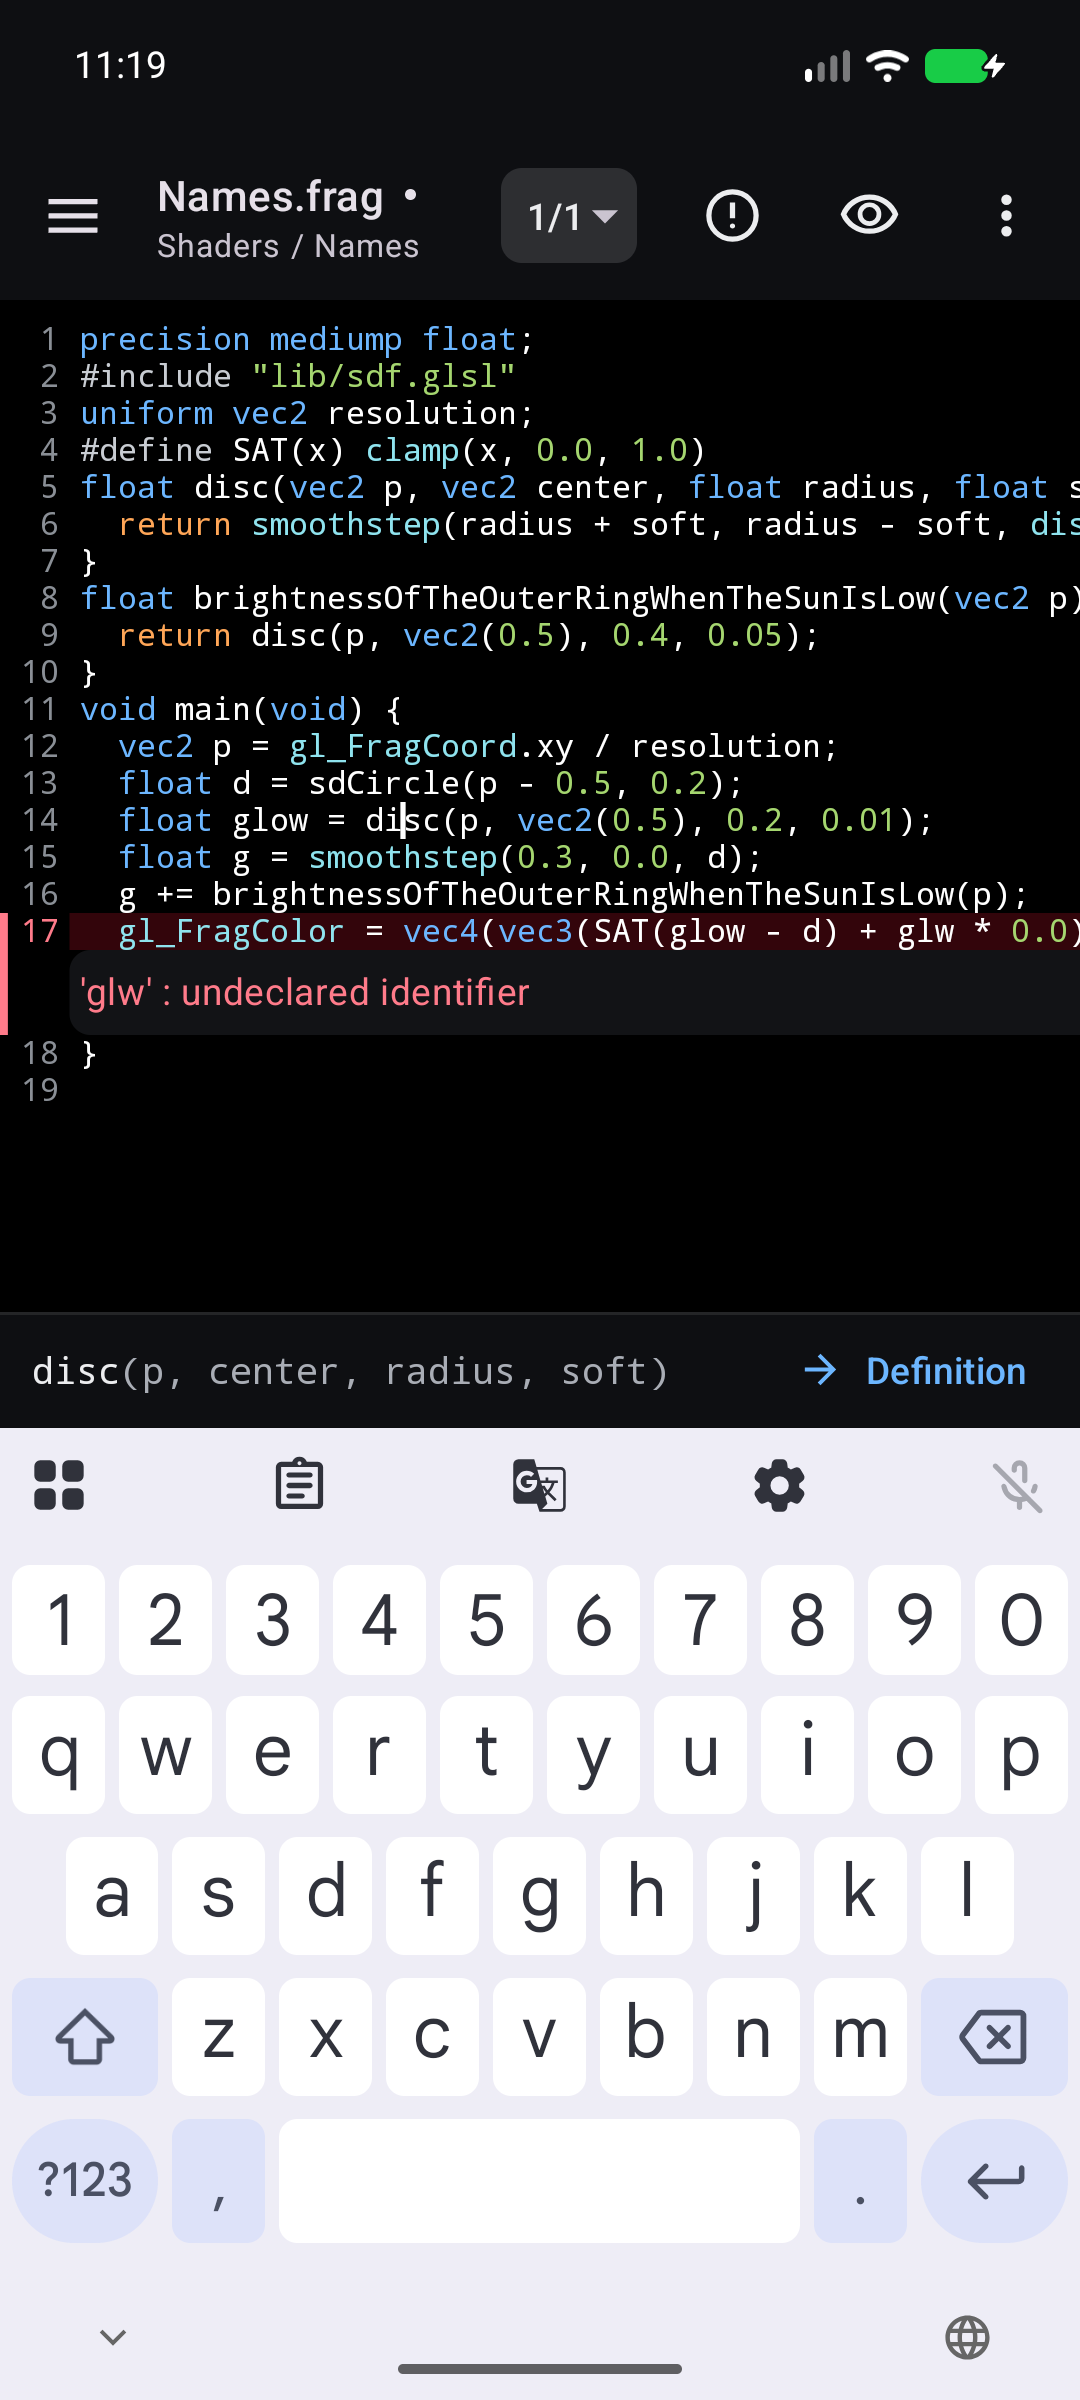 11:19
Names.frag •
Shaders / Names
1/1
1 precision mediump float;
2 #include "lib/sdf.glsl"
3 uniform vec2 resolution;
4 #define SAT(x) clamp(x, 0.0, 1.0)
5 float disc(vec2 p, vec2 center, float radius, float s
6 return smoothstep(radius + soft, radius - soft, dis
7 }
8 float brightnessOfTheOuterRingWhenTheSunIsLow(vec2 p)
9 return disc(p, vec2(0.5), 0.4, 0.05);
10 }
11 void main(void) {
12 vec2 p = gl_FragCoord.xy / resolution;
13 float d = sdCircle(p - 0.5, 0.2);
14 float glow = disc(p, vec2(0.5), 0.2, 0.01);
15 float g = smoothstep(0.3, 0.0, d);
16 g += brightnessOfTheOuterRingWhenTheSunIsLow(p);
17 gl_FragColor = vec4(vec3(SAT(glow - d) + glw * 0.0)
'glw' : undeclared identifier
18 }
19
disc(p, center, radius, soft)
Definition
1 2 3 4 5 6 7 8 9 0
q w e r t y u i o p
a s d f g h j k l
z x c v b n m
?123 , .